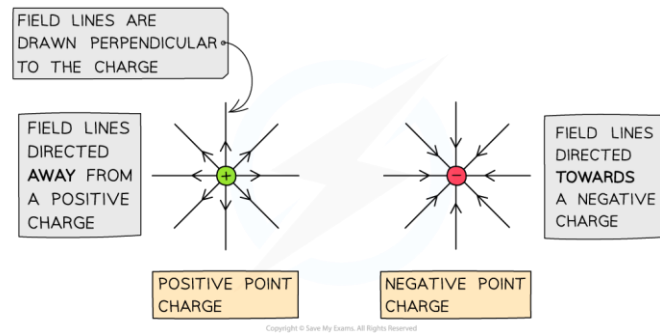 FIELD LINES ARE
DRAWN PERPENDICULAR
TO THE CHARGE
FIELD LINES
DIRECTED
AWAY FROM
A POSITIVE
CHARGE
+
−
FIELD LINES
DIRECTED
TOWARDS
A NEGATIVE
CHARGE
POSITIVE POINT
CHARGE
NEGATIVE POINT
CHARGE
Copyright © Save My Exams. All Rights Reserved